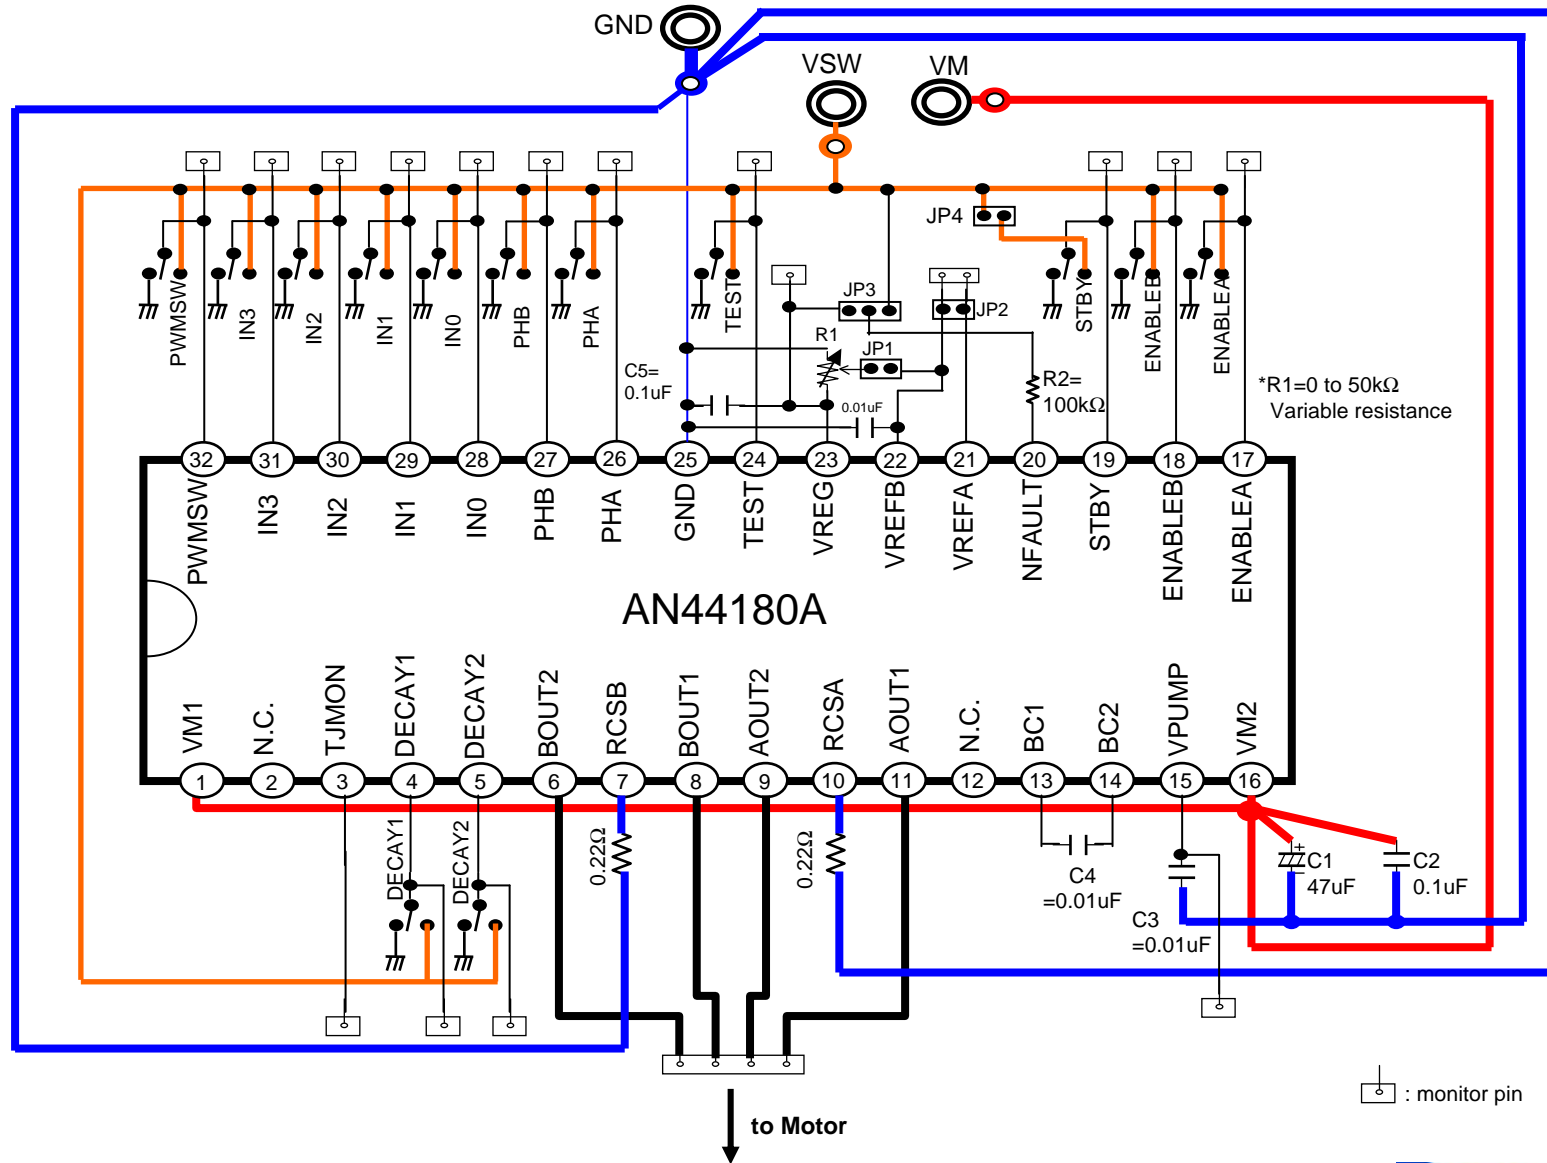 GND
VSW
VM
JP4
PWMSW
IN3
IN2
IN1
IN0
PHB
PHA
TEST
JP3
JP2
STBY
ENABLEB
ENABLEA
R1
JP1
C5=
0.1uF
0.01uF
R2=
100kΩ
*R1=0 to 50kΩ
Variable resistance
32
31
30
29
28
27
26
25
24
23
22
21
20
19
18
17
PWMSW
IN3
IN2
IN1
IN0
PHB
PHA
GND
TEST
VREG
VREFB
VREFA
NFAULT
STBY
ENABLEB
ENABLEA
AN44180A
VM1
N.C.
TJMON
DECAY1
DECAY2
BOUT2
RCSB
BOUT1
AOUT2
RCSA
AOUT1
N.C.
BC1
BC2
VPUMP
VM2
1
2
3
4
5
6
7
8
9
10
11
12
13
14
15
16
DECAY1
DECAY2
0.22Ω
0.22Ω
C4
=0.01uF
C3
=0.01uF
+
C1
47uF
C2
0.1uF
: monitor pin
to Motor